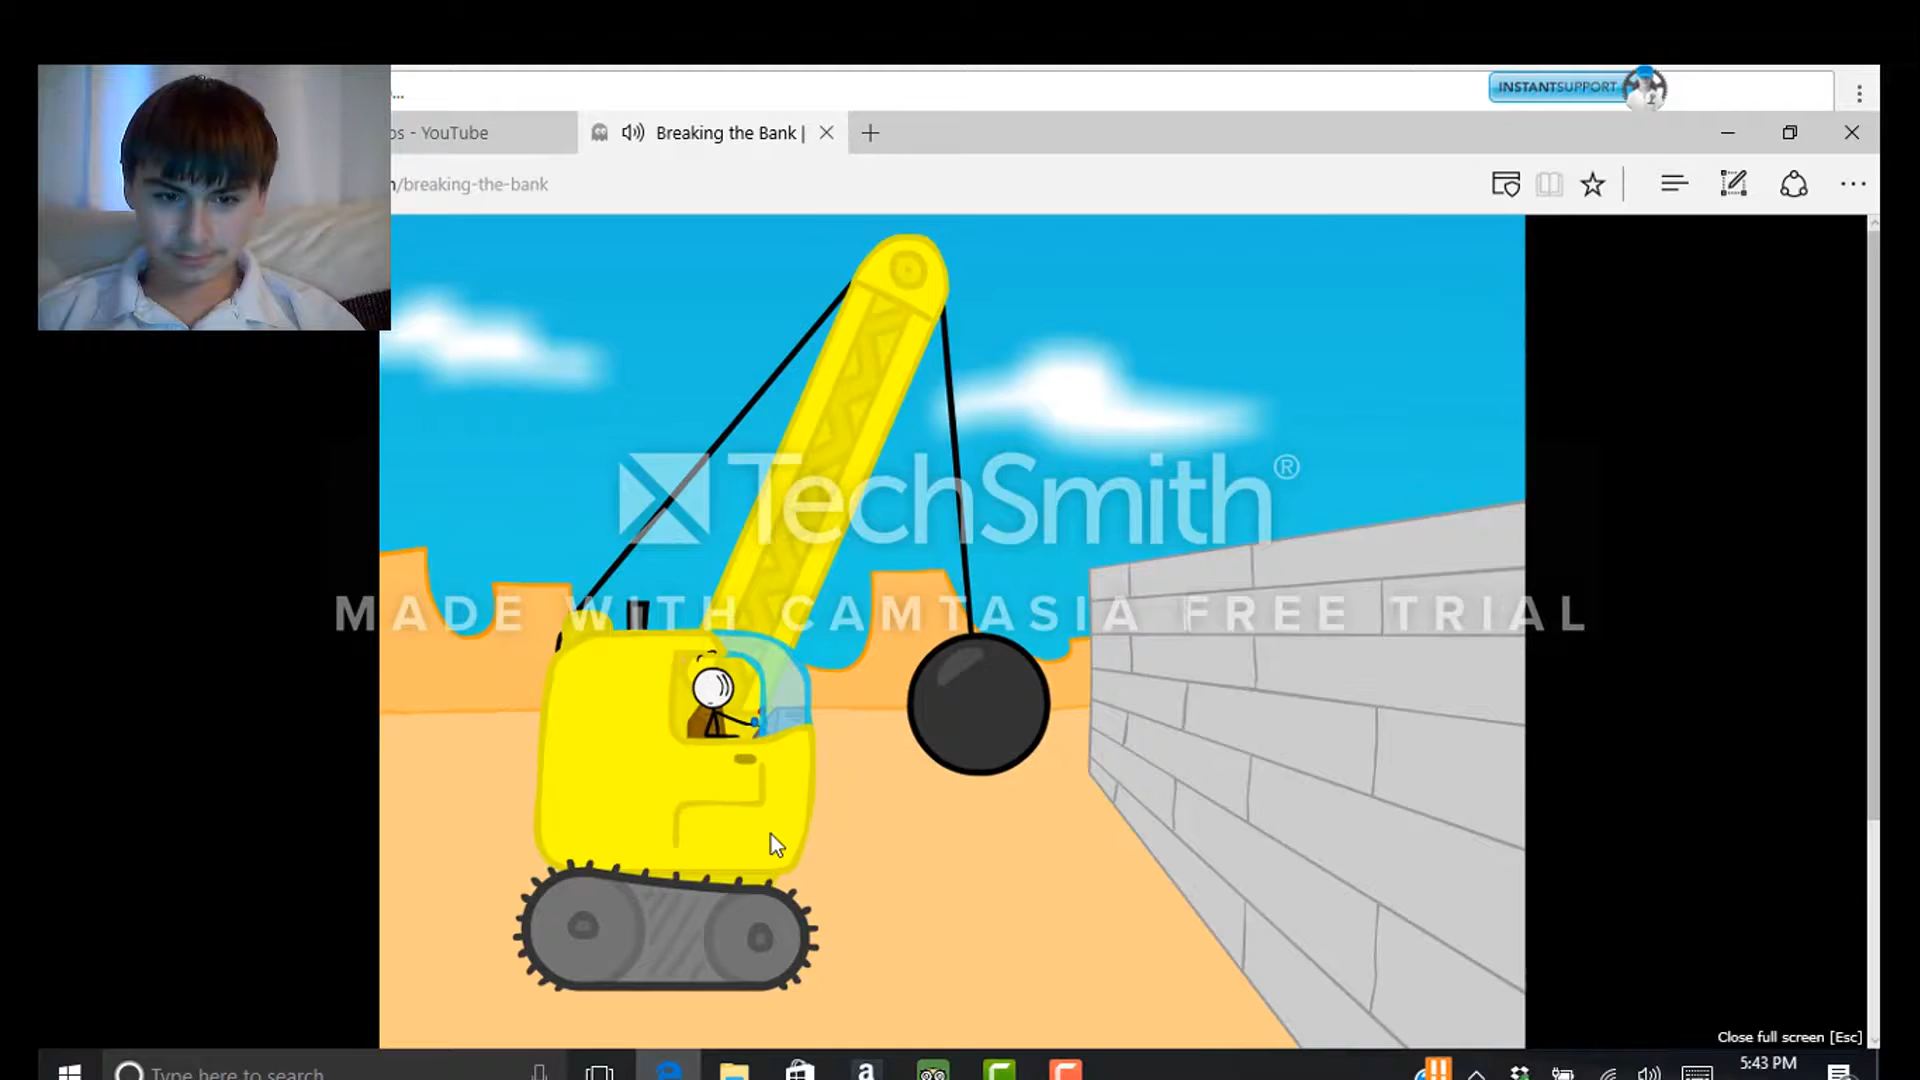 ...
INSTANTSUPPORT
os - YouTube
Breaking the Bank |
/breaking-the-bank
TechSmith®
MADE WITH CAMTASIA FREE TRIAL
Close full screen [Esc]
Type here to search
a
5:43 PM